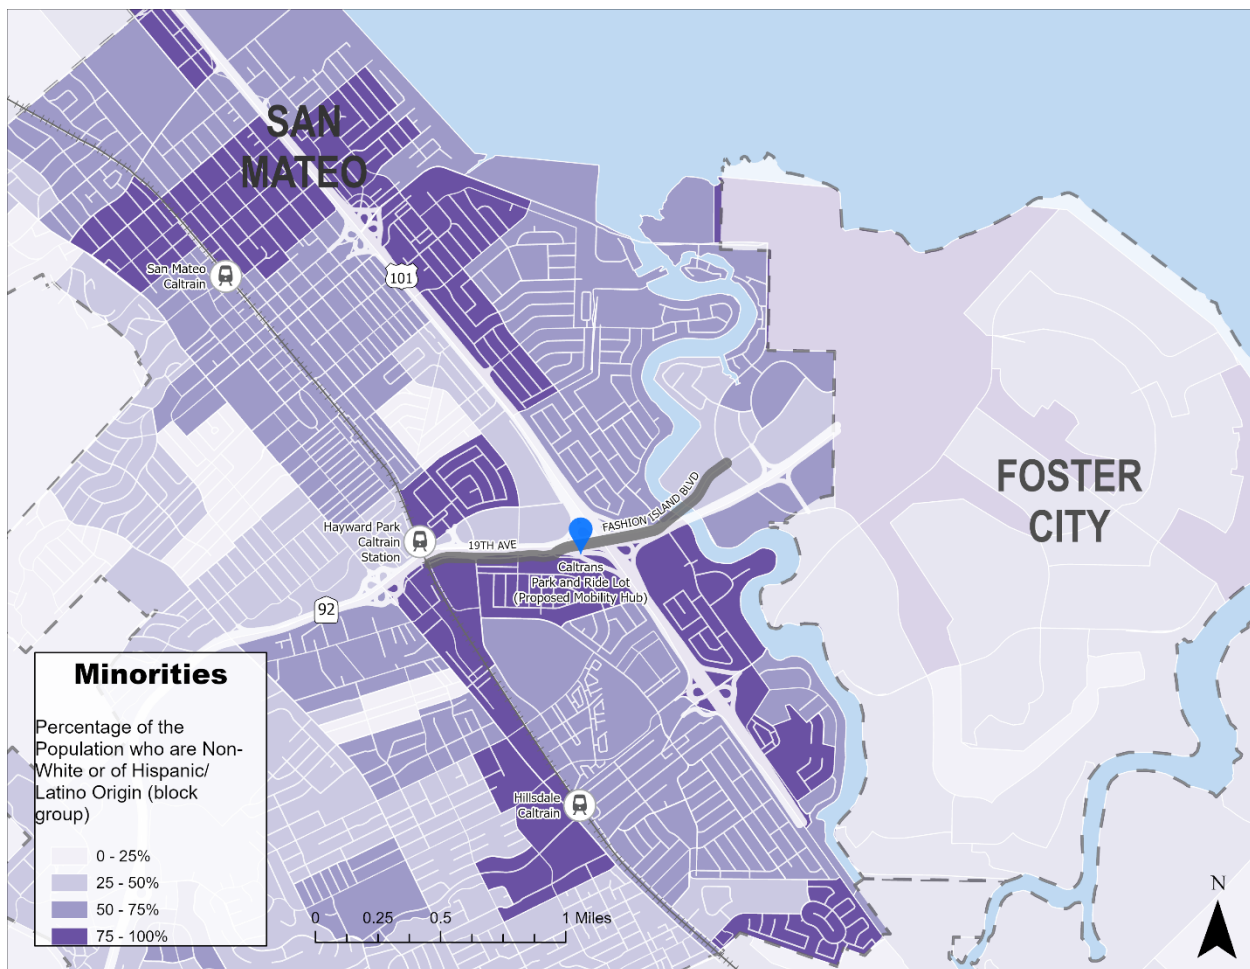 SAN
MATEO
San Mateo
Caltrain
101
FOSTER
CITY
Hayward Park
Caltrain
Station
19TH AVE
FASHION ISLAND BLVD
Caltrans
Park and Ride Lot
(Proposed Mobility Hub)
92
Hillsdale
Caltrain
Minorities
Percentage of the
Population who are Non-
White or of Hispanic/
Latino Origin (block
group)
0 - 25%
25 - 50%
50 - 75%
75 - 100%
0 0.25 0.5 1 Miles
N